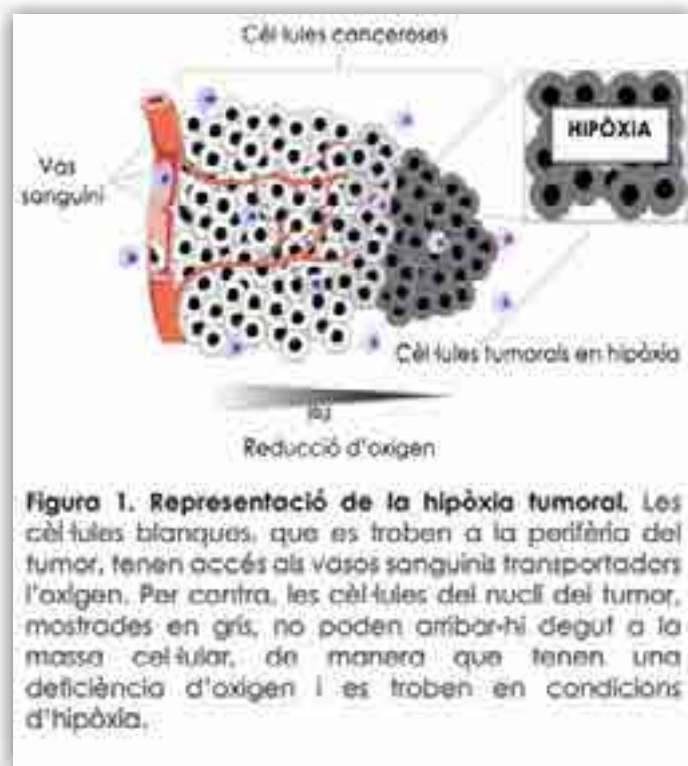 Cèl·lules canceroses
HIPÒXIA
Vas
sanguini
Cèl·lules tumorals en hipòxia
Reducció d'oxigen
Figura 1. Representació de la hipòxia tumoral. Les
cèl·lules blanques, que es troben a la perifèria del
tumor, tenen accés als vasos sanguinis transportadors
l'oxigen. Per contra, les cèl·lules del nucli del tumor,
mostrades en gris, no poden arribar-hi degut a la
massa cel·lular, de manera que tenen una
deficiència d'oxigen i es troben en condicions
d'hipòxia.